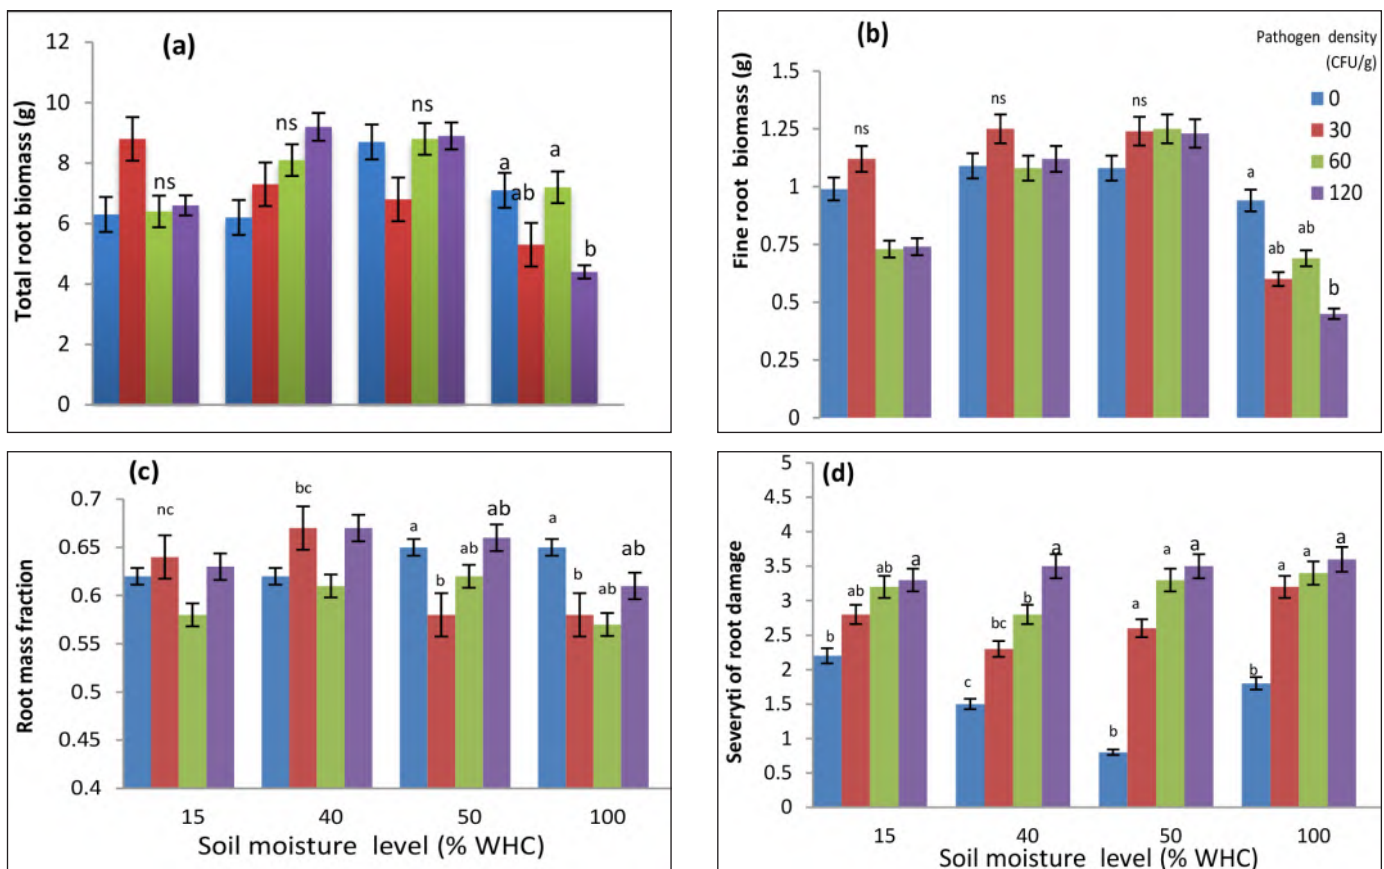 (a)
Total root biomass (g)
12
10
8
6
4
2
0
ns
ns
ns
a
ab
a
b
(b)
Pathogen density
(CFU/g)
0
30
60
120
Fine root biomass (g)
1.5
1.25
1
0.75
0.5
0.25
0
ns
ns
ns
a
ab
ab
b
(c)
Root mass fraction
0.7
0.65
0.6
0.55
0.5
0.45
0.4
nc
bc
a
b
ab
ab
a
b
ab
ab
15 40 50 100
Soil moisture level (% WHC)
(d)
Severyti of root damage
5
4.5
4
3.5
3
2.5
2
1.5
1
0.5
0
b
ab
ab
a
c
bc
b
a
b
a
a
a
b
a
a
a
15 40 50 100
Soil moisture level (% WHC)